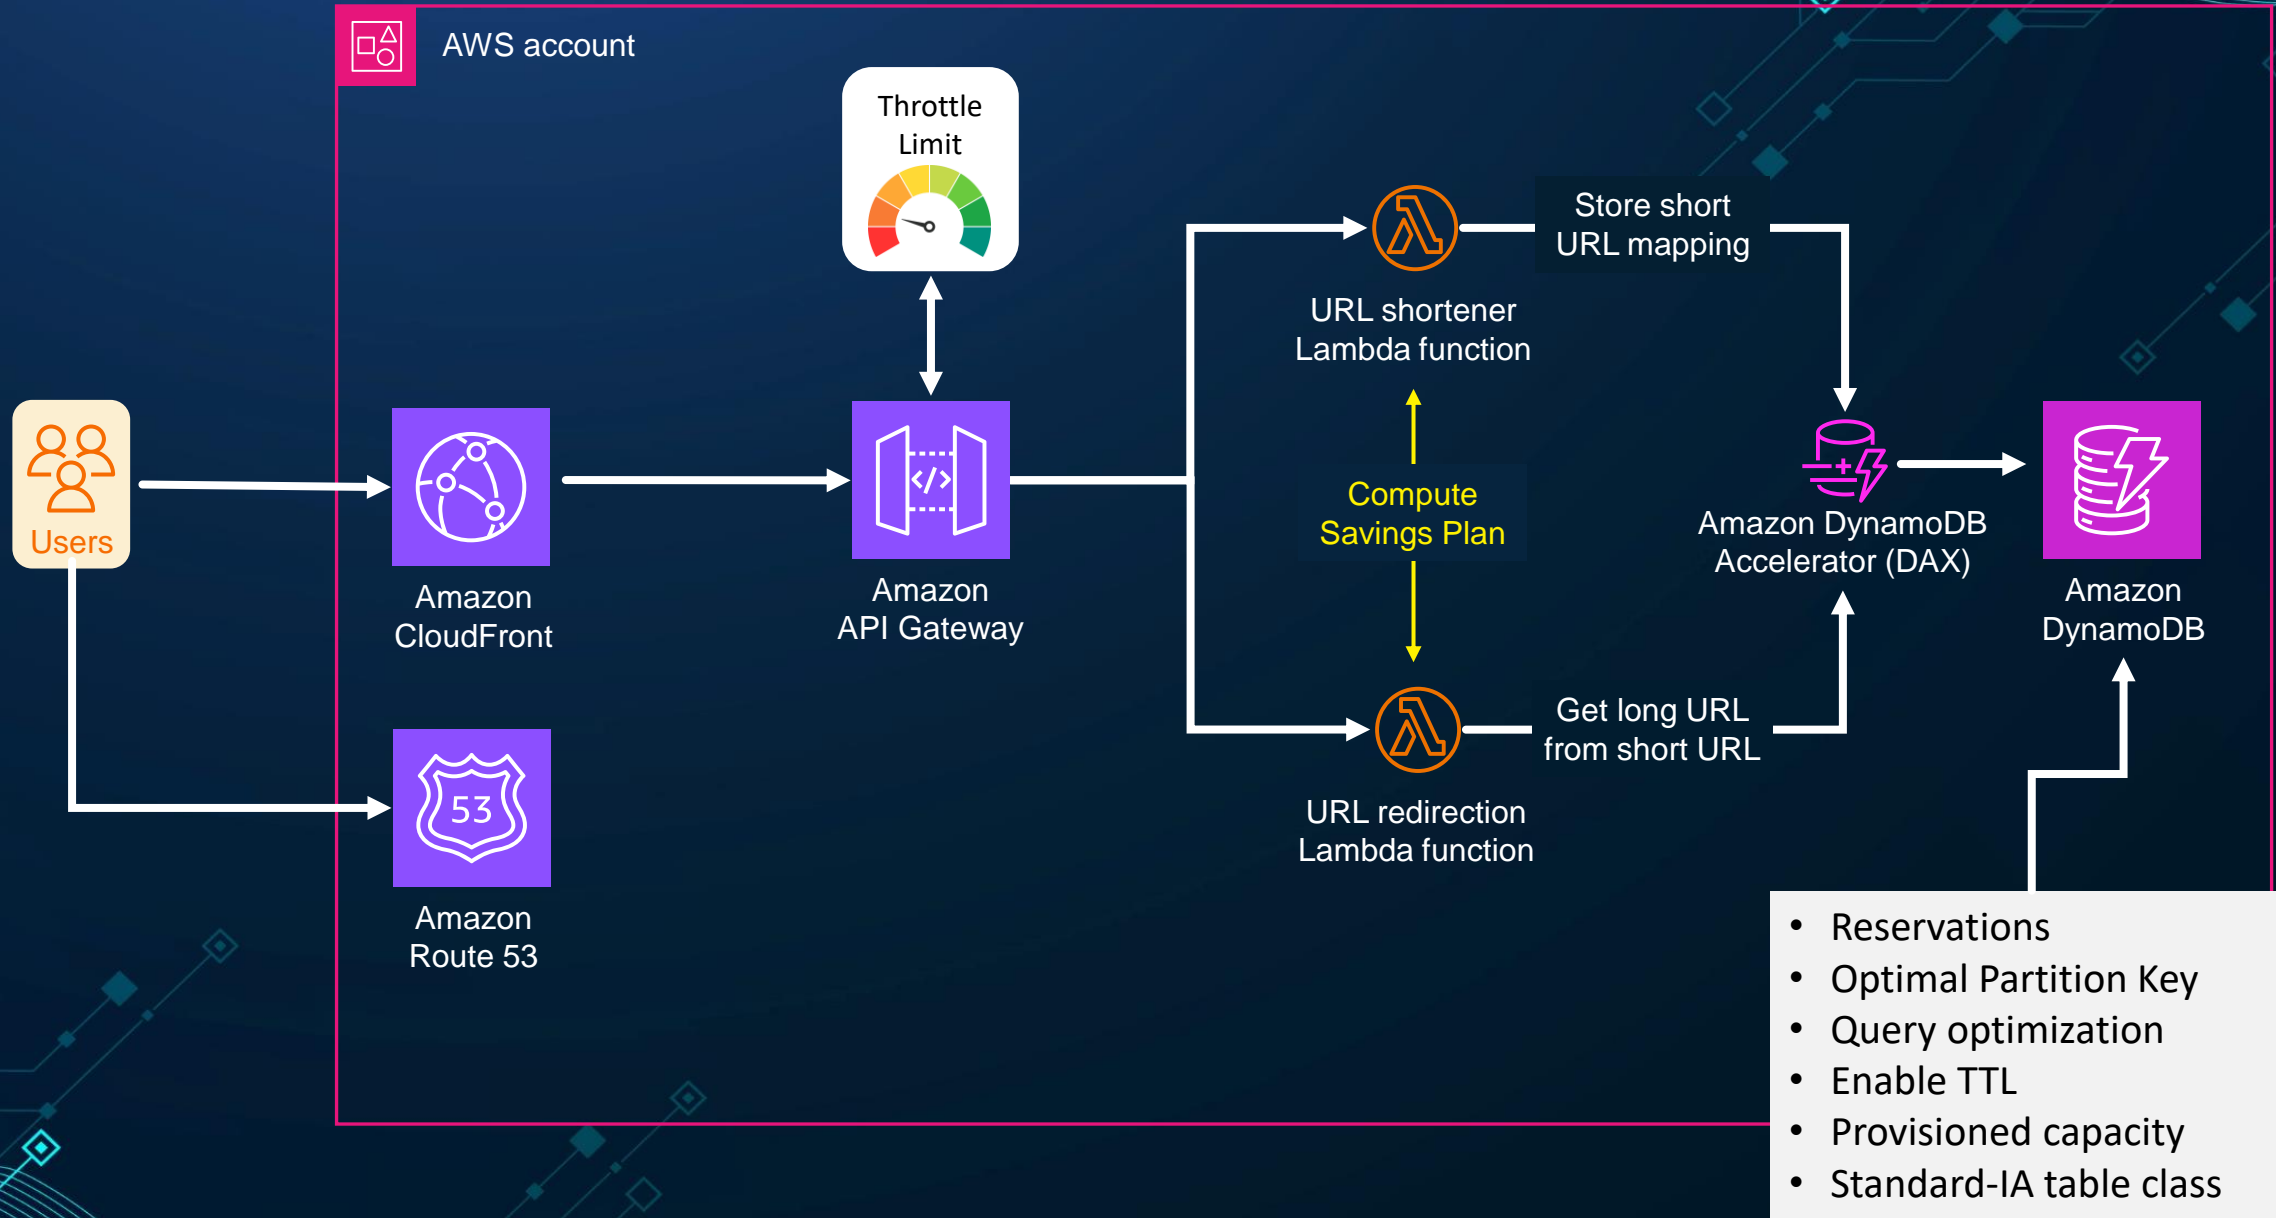 AWS account
Throttle
Limit
Store short
URL mapping
URL shortener
Lambda function
Users
Compute
Savings Plan
Amazon DynamoDB
Accelerator (DAX)
Amazon
CloudFront
Amazon
API Gateway
Amazon
DynamoDB
Get long URL
from short URL
53
URL redirection
Lambda function
Amazon
Route 53
• Reservations
• Optimal Partition Key
• Query optimization
• Enable TTL
• Provisioned capacity
• Standard-IA table class